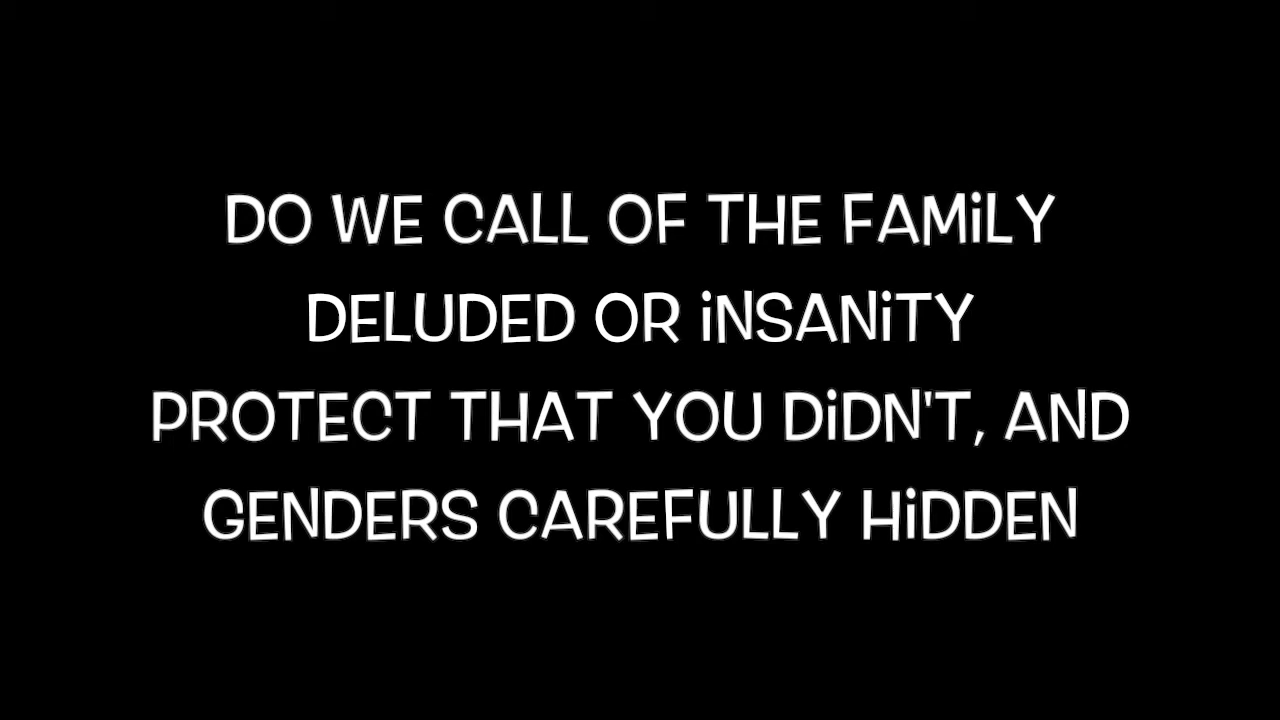 DO WE CALL OF THE FAMiLY
DELUDED OR iNSANiTY
PROTECT THAT YOU DiDN'T, AND
GENDERS CAREFULLY HiDDEN